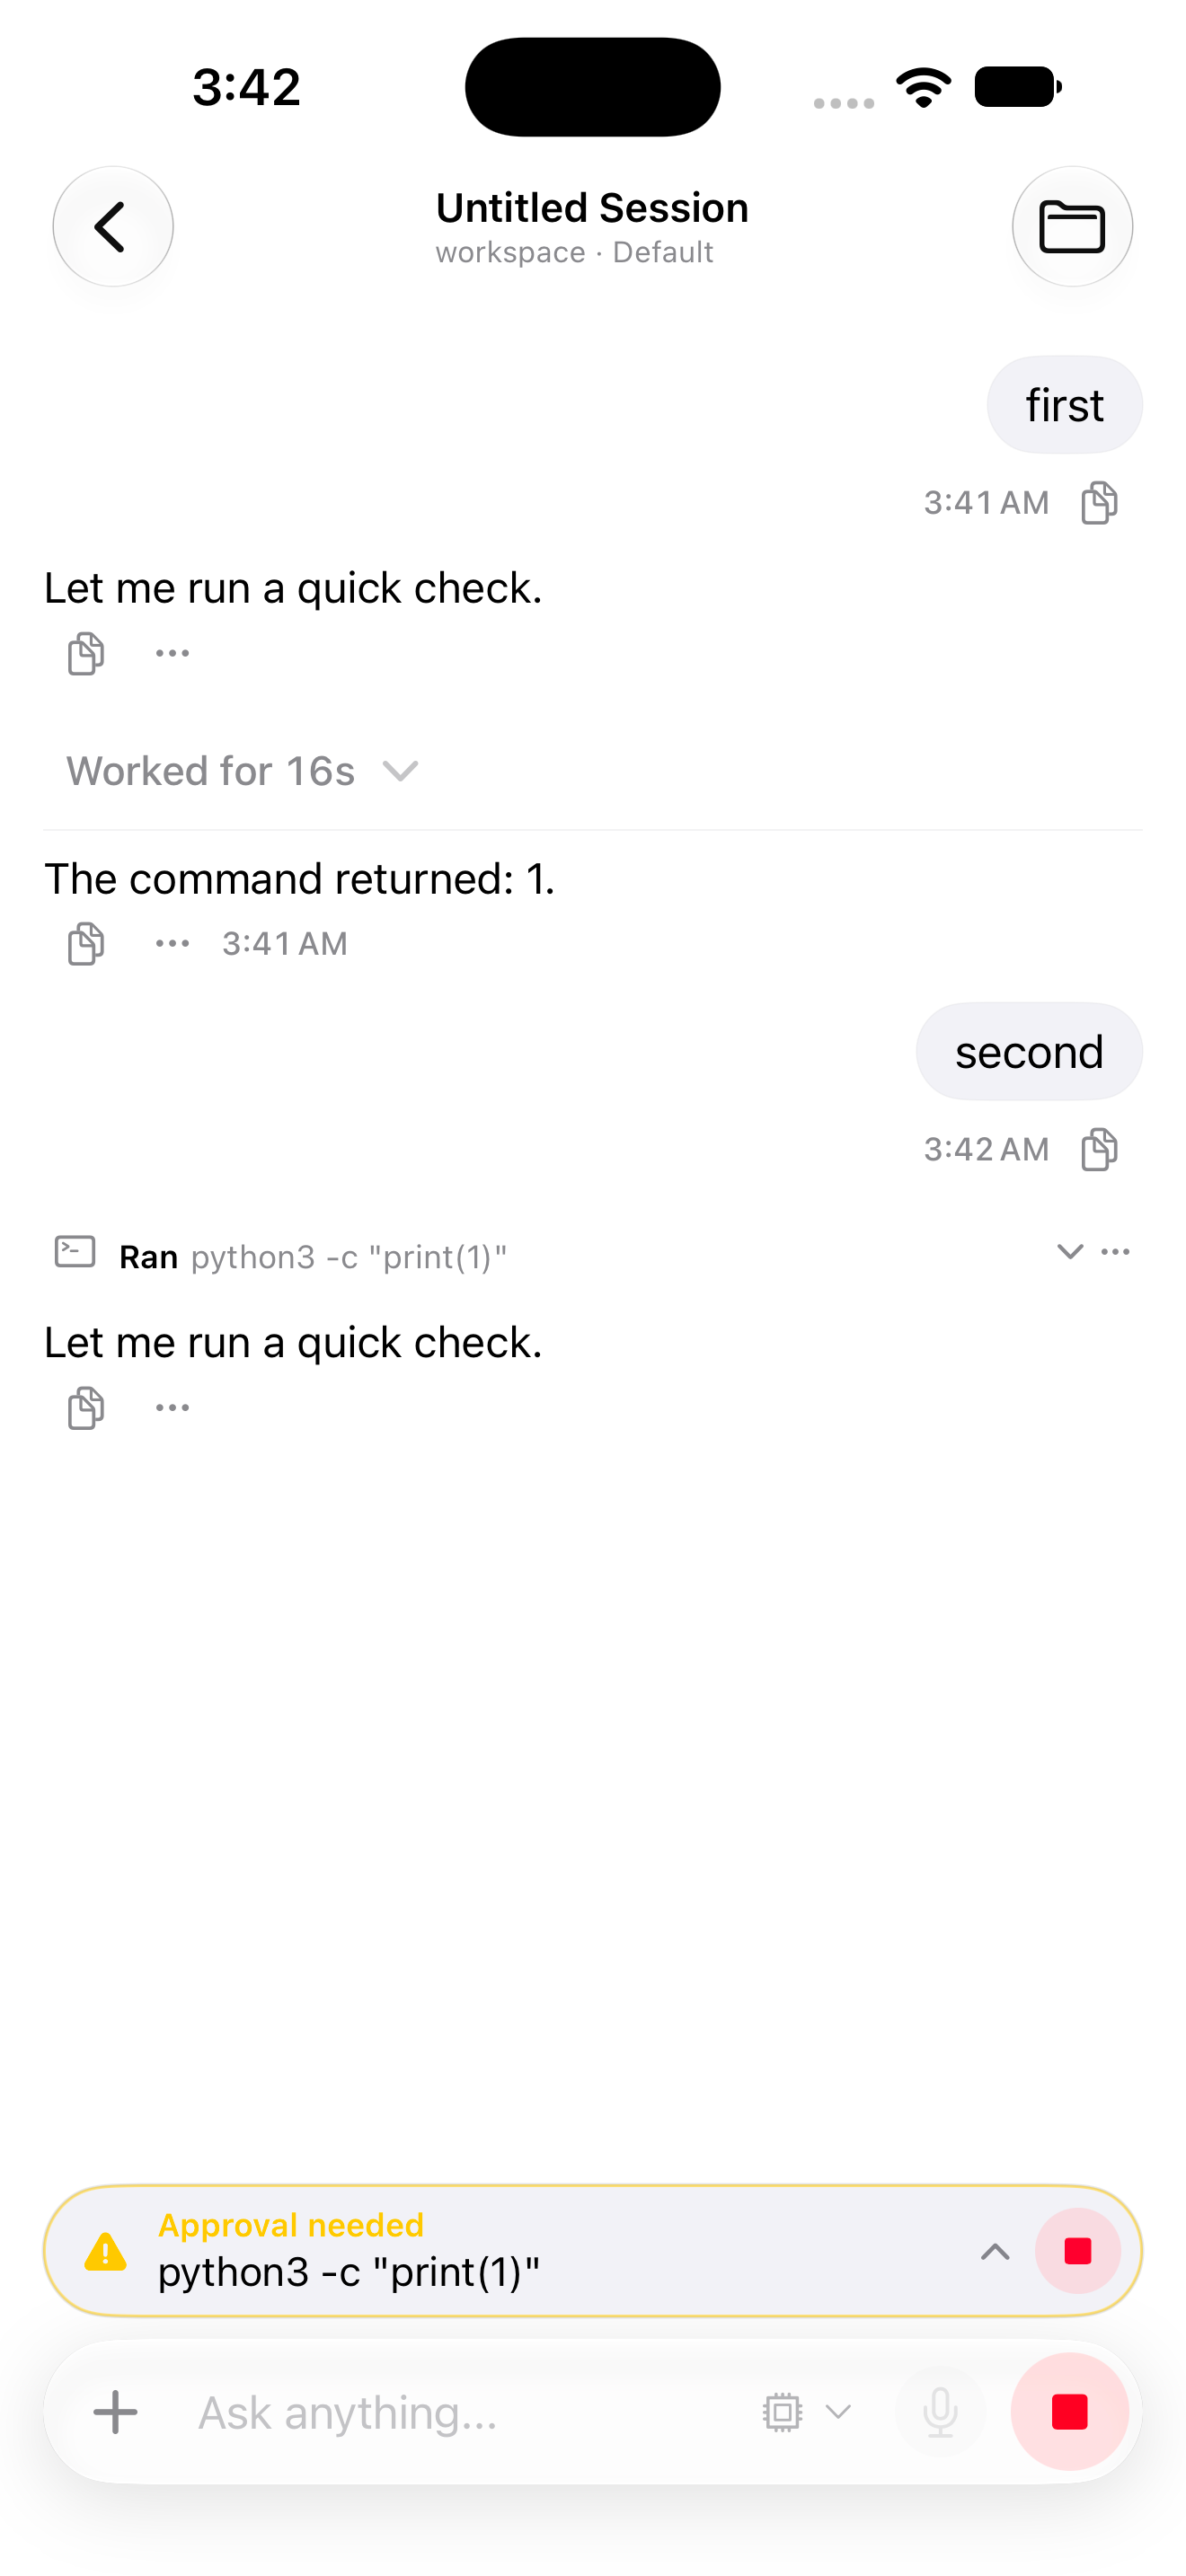 3:42
Untitled Session
workspace · Default
first
3:41 AM
Let me run a quick check.
Worked for 16s
The command returned: 1.
3:41 AM
second
3:42 AM
Ran python3 -c "print(1)"
Let me run a quick check.
Approval needed
python3 -c "print(1)"
Ask anything...